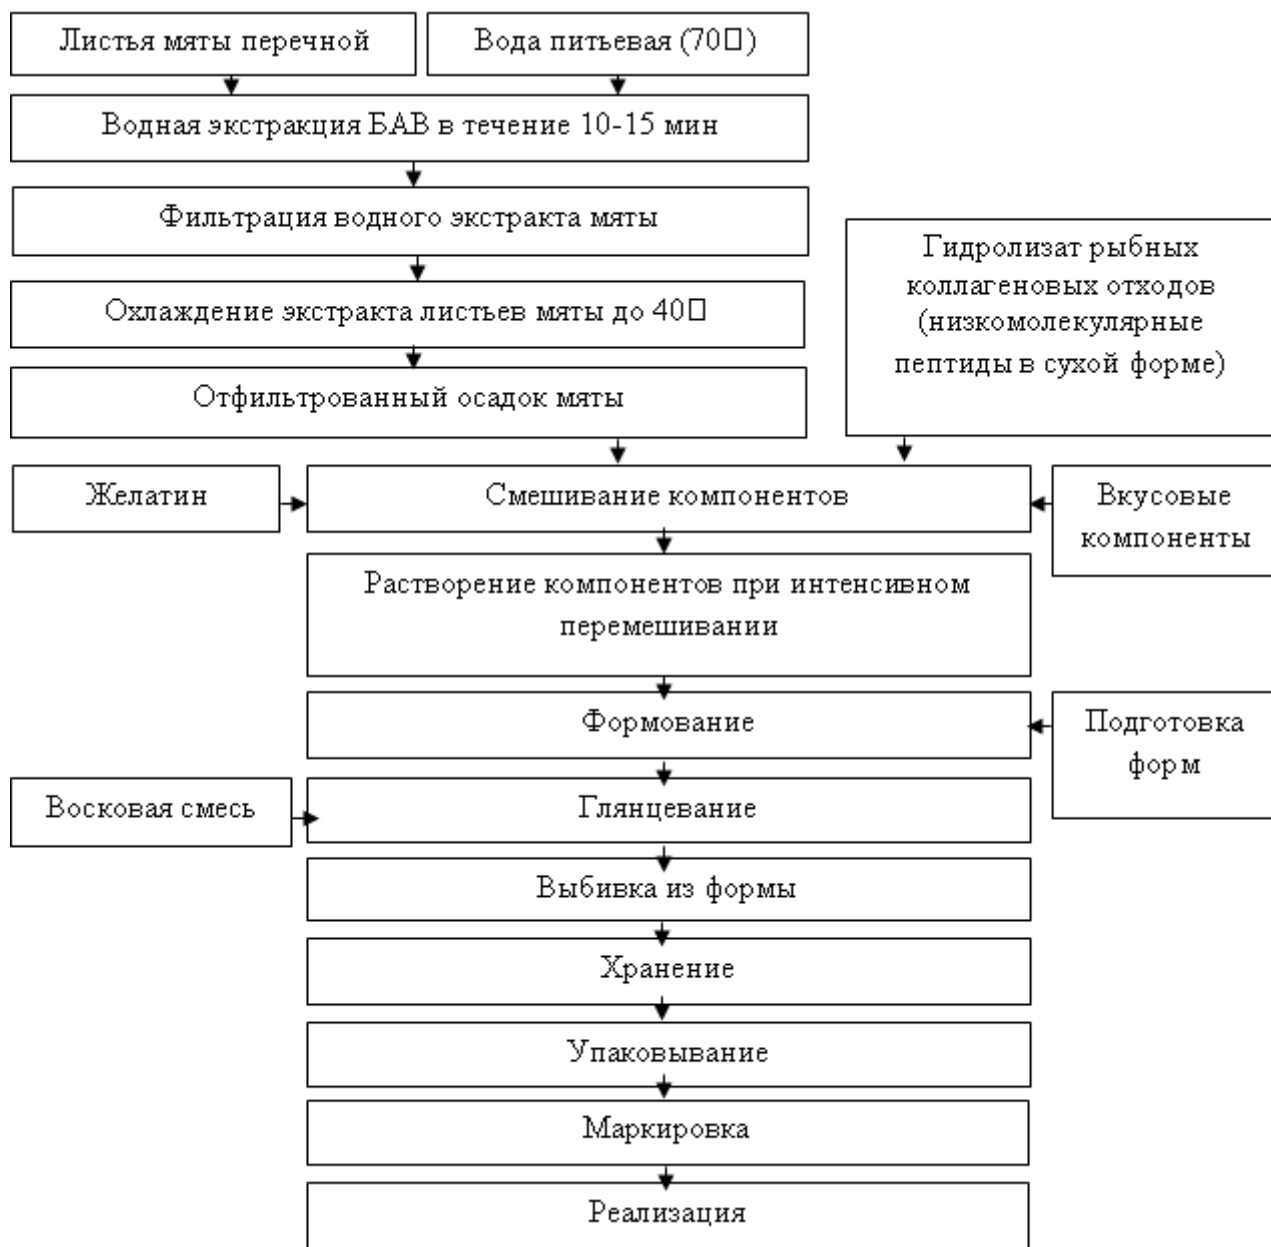 Листья мяты перечной
Вода питьевая (70□)
Водная экстракция БАВ в течение 10-15 мин
Фильтрация водного экстракта мяты
Гидролизат рыбных
коллагеновых отходов
(низкомолекулярные
пептиды в сухой форме)
Охлаждение экстракта листьев мяты до 40□
Отфильтрованный осадок мяты
Желатин
Смешивание компонентов
Вкусовые
компоненты
Растворение компонентов при интенсивном
перемешивании
Формование
Подготовка
форм
Восковая смесь
Глянцевание
Выбивка из формы
Хранение
Упаковывание
Маркировка
Реализация